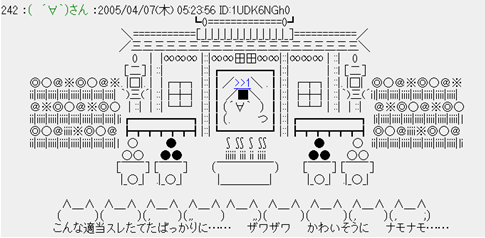 242 :( ´∀`)さん :2005/04/07(木) 05:23:56 ID:1UDK6NGh0
>>1
こんな適当スレたてたばっかりに…… ザワザワ かわいそうに ナモナモ……